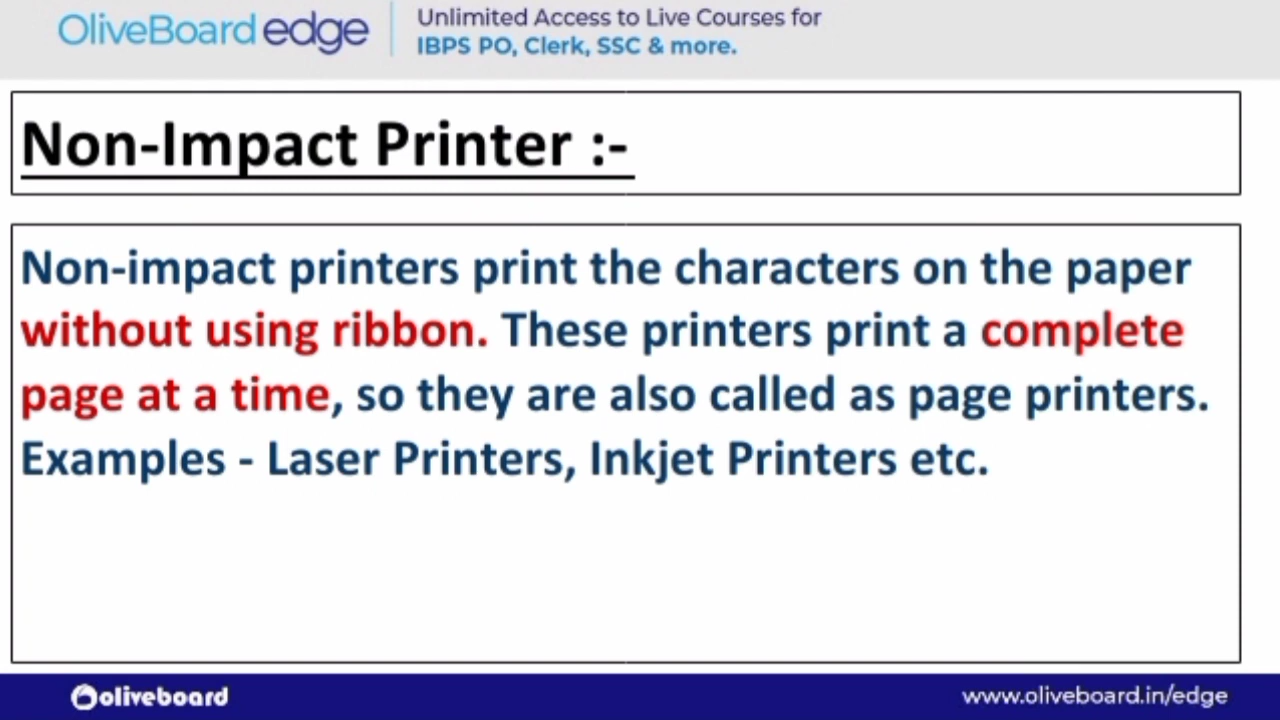 OliveBoard edge
Unlimited Access to Live Courses for
IBPS PO, Clerk, SSC & more.
Non-Impact Printer :-
Non-impact printers print the characters on the paper
without using ribbon. These printers print a complete
page at a time, so they are also called as page printers.
Examples - Laser Printers, Inkjet Printers etc.
oliveboard
www.oliveboard.in/edge